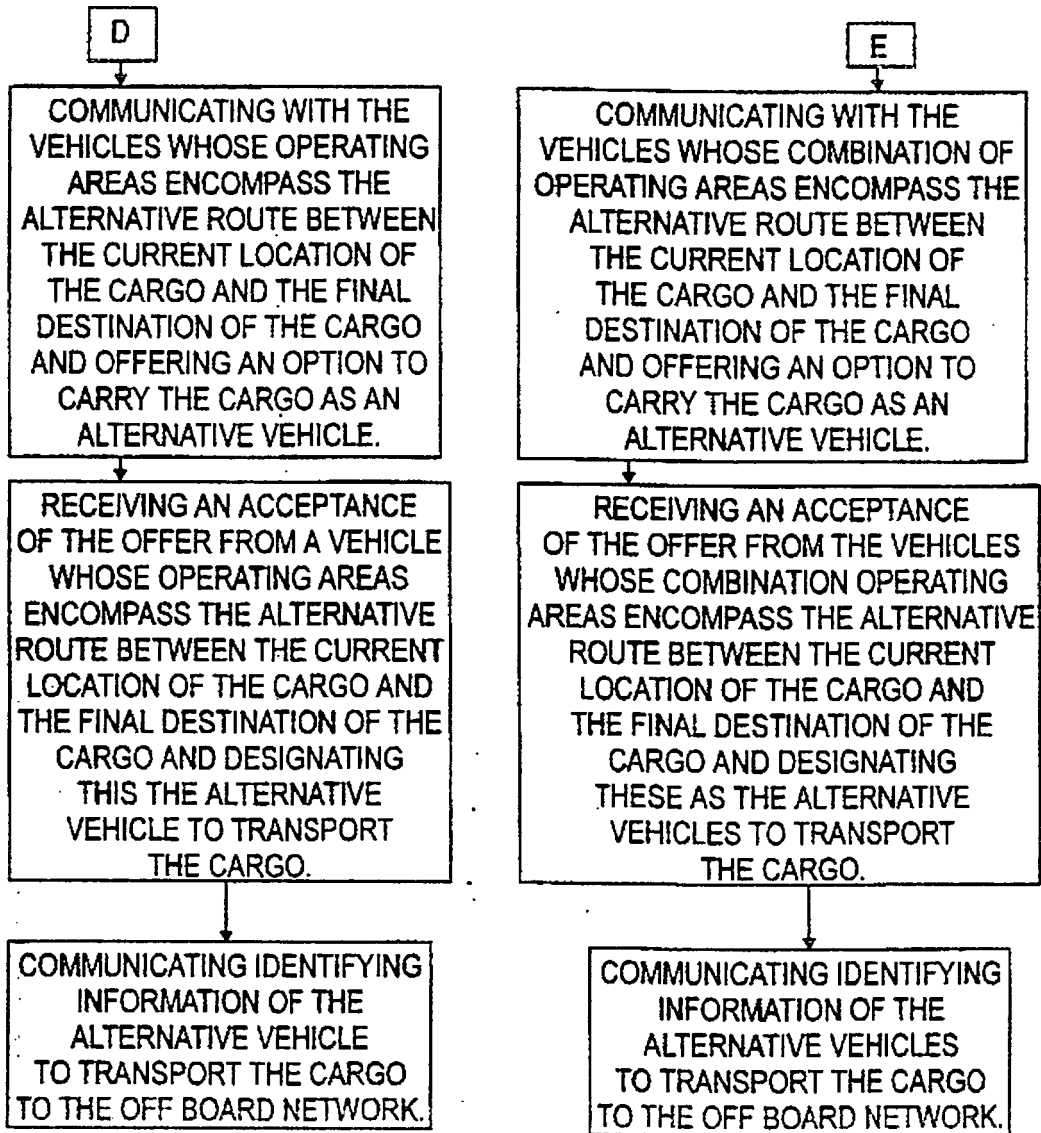 D
COMMUNICATING WITH THE
VEHICLES WHOSE OPERATING
AREAS ENCOMPASS THE
ALTERNATIVE ROUTE BETWEEN
THE CURRENT LOCATION OF
THE CARGO AND THE FINAL
DESTINATION OF THE CARGO
AND OFFERING AN OPTION TO
CARRY THE CARGO AS AN
ALTERNATIVE VEHICLE.
RECEIVING AN ACCEPTANCE
OF THE OFFER FROM A VEHICLE
WHOSE OPERATING AREAS
ENCOMPASS THE ALTERNATIVE
ROUTE BETWEEN THE CURRENT
LOCATION OF THE CARGO AND
THE FINAL DESTINATION OF THE
CARGO AND DESIGNATING
THIS THE ALTERNATIVE
VEHICLE TO TRANSPORT
THE CARGO.
COMMUNICATING IDENTIFYING
INFORMATION OF THE
ALTERNATIVE VEHICLE
TO TRANSPORT THE CARGO
TO THE OFF BOARD NETWORK.
E
COMMUNICATING WITH THE
VEHICLES WHOSE COMBINATION OF
OPERATING AREAS ENCOMPASS THE
ALTERNATIVE ROUTE BETWEEN
THE CURRENT LOCATION OF
THE CARGO AND THE FINAL
DESTINATION OF THE CARGO
AND OFFERING AN OPTION TO
CARRY THE CARGO AS AN
ALTERNATIVE VEHICLE.
RECEIVING AN ACCEPTANCE
OF THE OFFER FROM THE VEHICLES
WHOSE COMBINATION OPERATING
AREAS ENCOMPASS THE ALTERNATIVE
ROUTE BETWEEN THE CURRENT
LOCATION OF THE CARGO AND
THE FINAL DESTINATION OF THE
CARGO AND DESIGNATING
THESE AS THE ALTERNATIVE
VEHICLES TO TRANSPORT
THE CARGO.
COMMUNICATING IDENTIFYING
INFORMATION OF THE
ALTERNATIVE VEHICLES
TO TRANSPORT THE CARGO
TO THE OFF BOARD NETWORK.